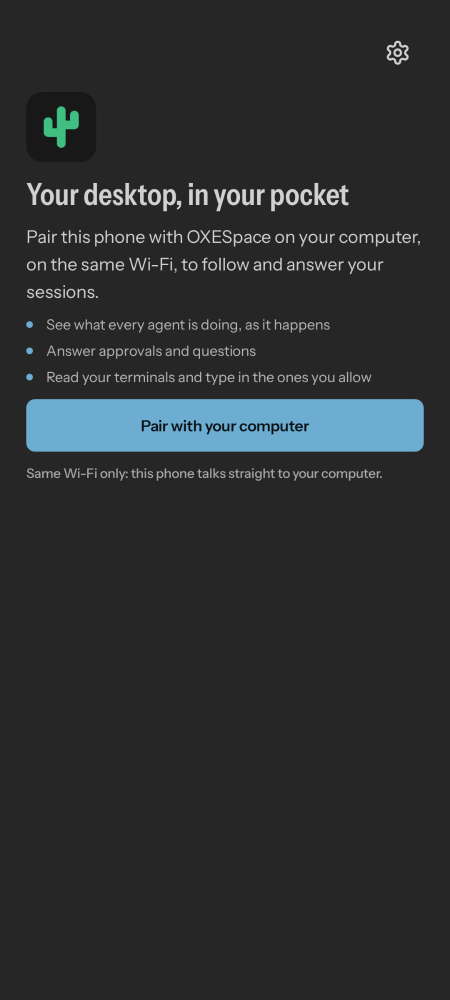 Your desktop, in your pocket
Pair this phone with OXESpace on your computer,
on the same Wi-Fi, to follow and answer your
sessions.
See what every agent is doing, as it happens
Answer approvals and questions
Read your terminals and type in the ones you allow
Pair with your computer
Same Wi-Fi only: this phone talks straight to your computer.